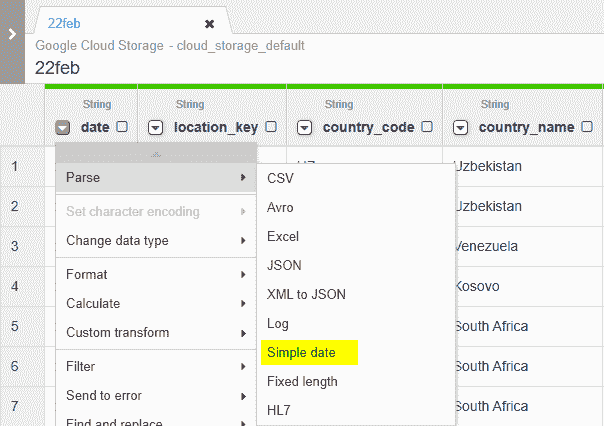 22feb
Google Cloud Storage - cloud_storage_default
22feb
String String String String
date location_key country_code country_name
1 Uzbekistan
2 Uzbekistan
3 Venezuela
4 Kosovo
5 South Africa
6 South Africa
7 South Africa
Parse
Set character encoding
Change data type
Format
Calculate
Custom transform
Filter
Send to error
Find and replace
CSV
Avro
Excel
JSON
XML to JSON
Log
Simple date
Fixed length
HL7